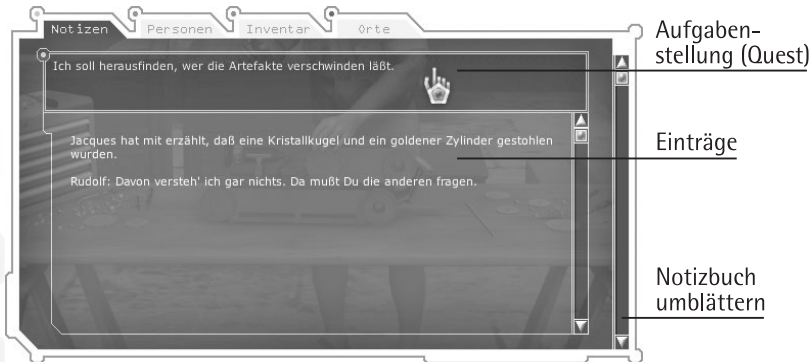 Notizen Personen Inventar Orte
Ich soll herausfinden, wer die Artefakte verschwinden läßt.
Jacques hat mit erzählt, daß eine Kristallkugel und ein goldener Zylinder gestohlen
wurden.
Rudolf: Davon versteh' ich gar nichts. Da mußt Du die anderen fragen.
Aufgaben-
stellung (Quest)
Einträge
Notizbuch
umblättern